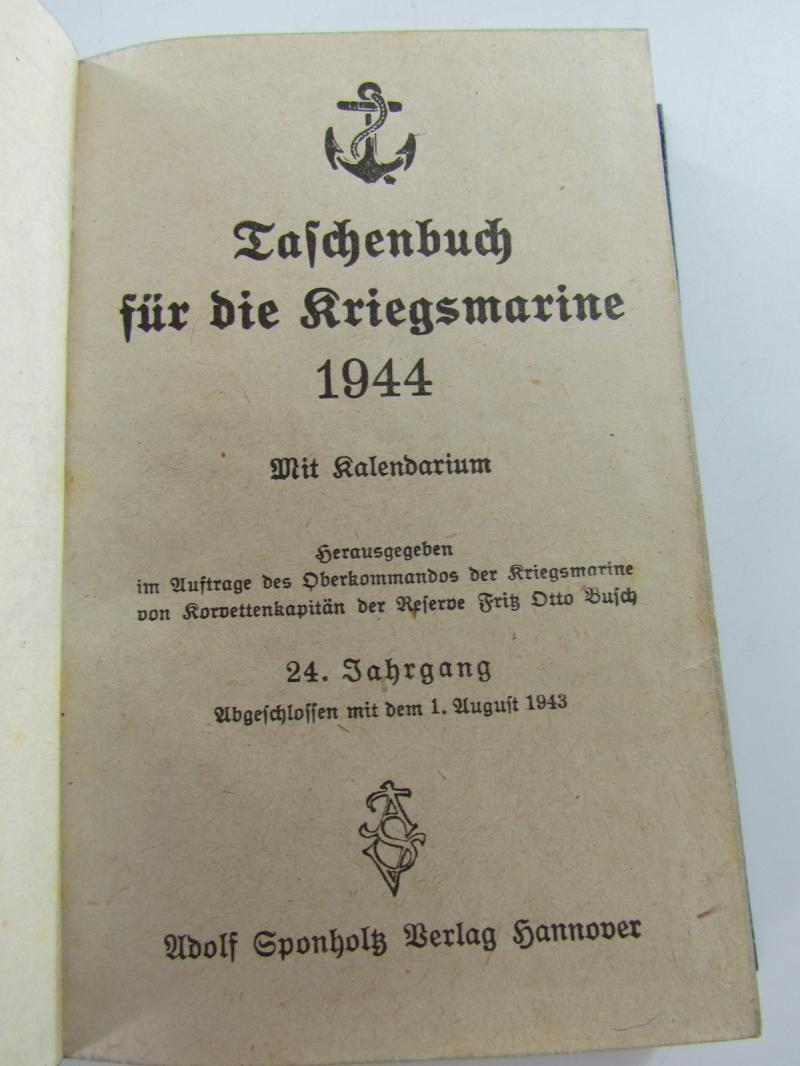 Taschenbuch
für die Kriegsmarine
1944
Mit Kalendarium
Herausgegeben
im Auftrage des Oberkommandos der Kriegsmarine
von Korvettenkapitän der Reserve Fritz Otto Busch
24. Jahrgang
Abgeschlossen mit dem 1. August 1943
ASV
Adolf Sponholtz Verlag Hannover